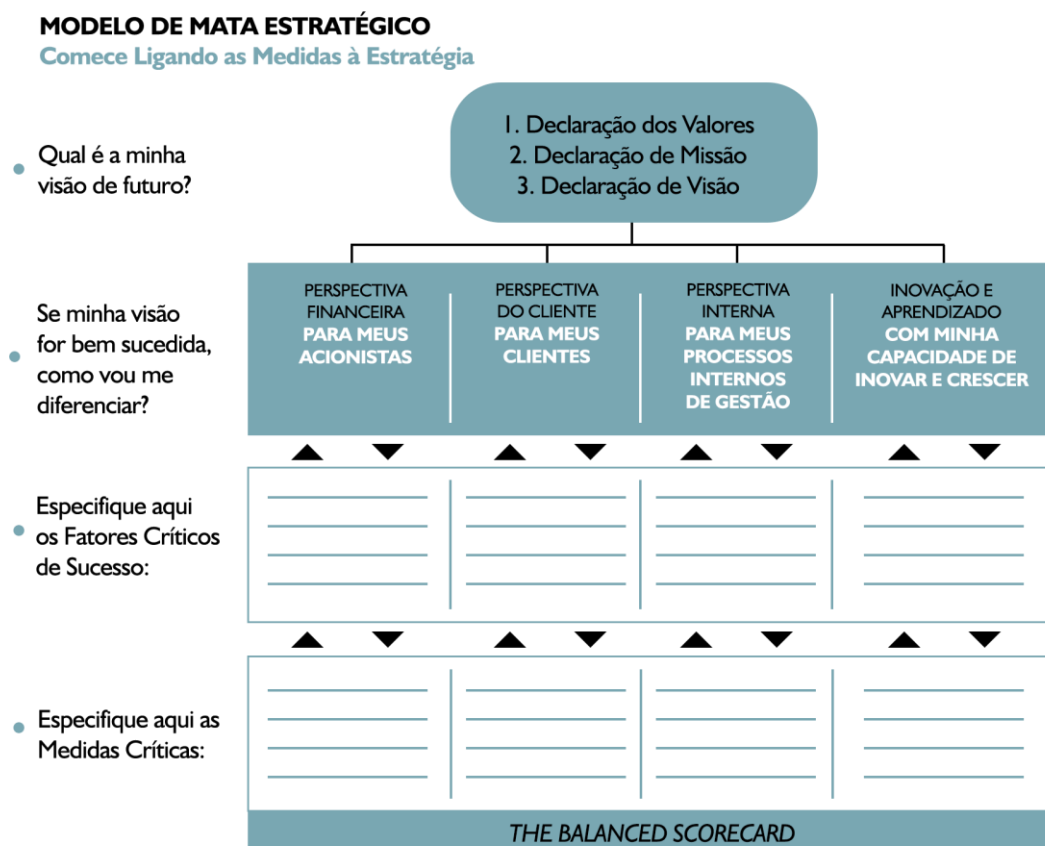 MODELO DE MATA ESTRATÉGICO
Comece Ligando as Medidas à Estratégia
Qual é a minha
visão de futuro?
1. Declaração dos Valores
2. Declaração de Missão
3. Declaração de Visão
Se minha visão
for bem sucedida,
como vou me
diferenciar?
PERSPECTIVA
FINANCEIRA
PARA MEUS
ACIONISTAS
PERSPECTIVA
DO CLIENTE
PARA MEUS
CLIENTES
PERSPECTIVA
INTERNA
PARA MEUS
PROCESSOS
INTERNOS
DE GESTÃO
INOVAÇÃO E
APRENDIZADO
COM MINHA
CAPACIDADE DE
INOVAR E CRESCER
Especifique aqui
os Fatores Críticos
de Sucesso:
Especifique aqui as
Medidas Críticas:
THE BALANCED SCORECARD